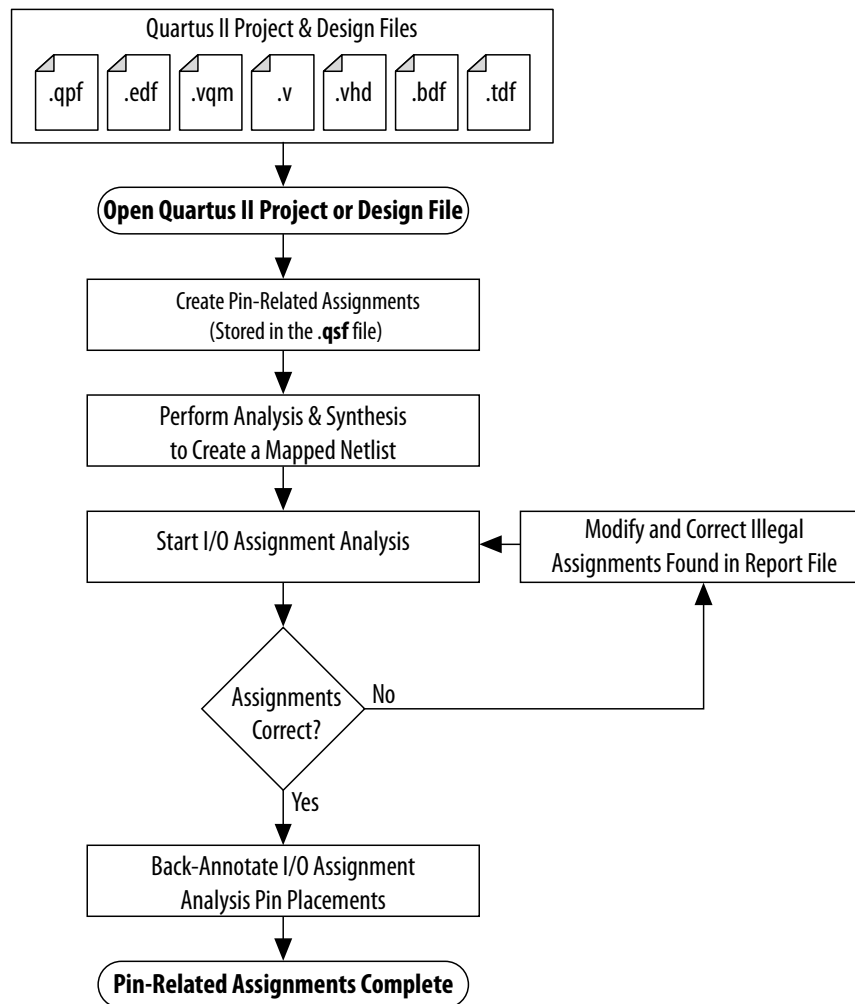 Quartus II Project & Design Files
.qpf .edf .vqm .v .vhd .bdf .tdf
Open Quartus II Project or Design File
Create Pin-Related Assignments
(Stored in the .qsf file)
Perform Analysis & Synthesis
to Create a Mapped Netlist
Start I/O Assignment Analysis
Modify and Correct Illegal
Assignments Found in Report File
Assignments
Correct?
No
Yes
Back-Annotate I/O Assignment
Analysis Pin Placements
Pin-Related Assignments Complete